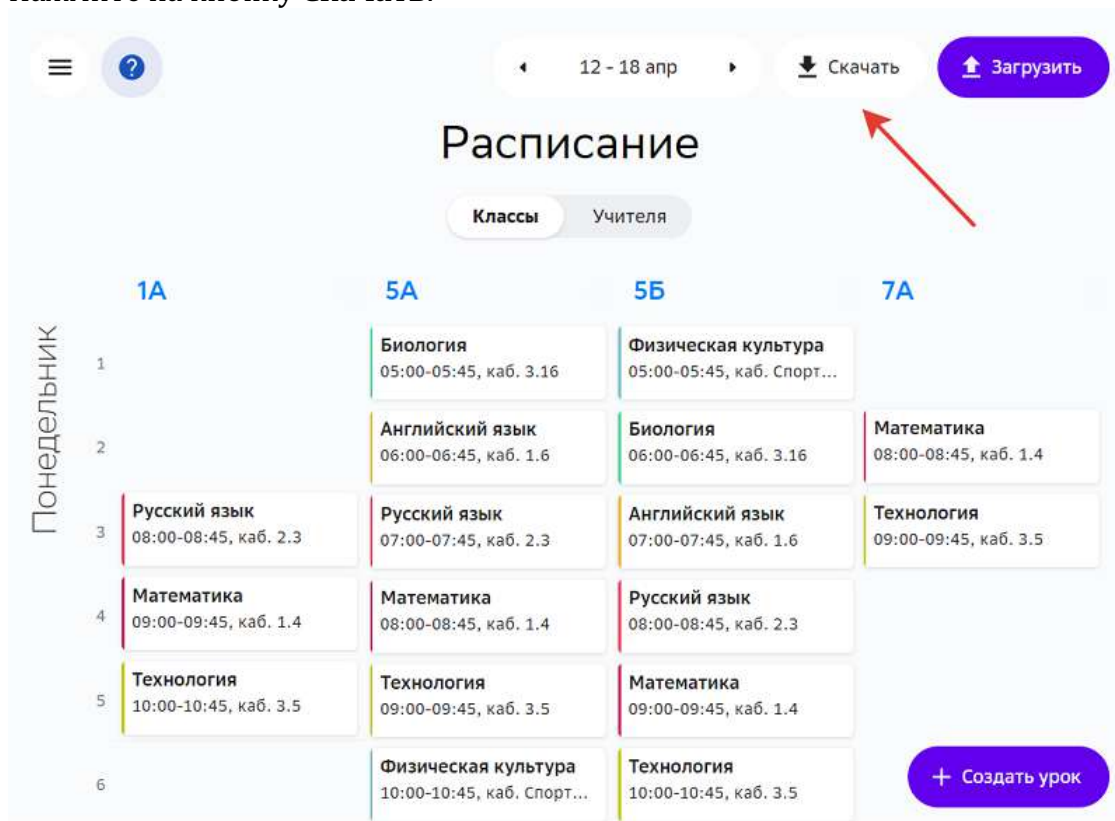 12 - 18 апр
Скачать
Загрузить
Расписание
Классы Учителя
1А 5А 5Б 7А
Понедельник
1
Биология
05:00-05:45, каб. 3.16
Физическая культура
05:00-05:45, каб. Спорт...
2
Английский язык
06:00-06:45, каб. 1.6
Биология
06:00-06:45, каб. 3.16
Математика
08:00-08:45, каб. 1.4
3
Русский язык
08:00-08:45, каб. 2.3
Русский язык
07:00-07:45, каб. 2.3
Английский язык
07:00-07:45, каб. 1.6
Технология
09:00-09:45, каб. 3.5
4
Математика
09:00-09:45, каб. 1.4
Математика
08:00-08:45, каб. 1.4
Русский язык
08:00-08:45, каб. 2.3
5
Технология
10:00-10:45, каб. 3.5
Технология
09:00-09:45, каб. 3.5
Математика
09:00-09:45, каб. 1.4
6
Физическая культура
10:00-10:45, каб. Спорт...
Технология
10:00-10:45, каб. 3.5
+ Создать урок